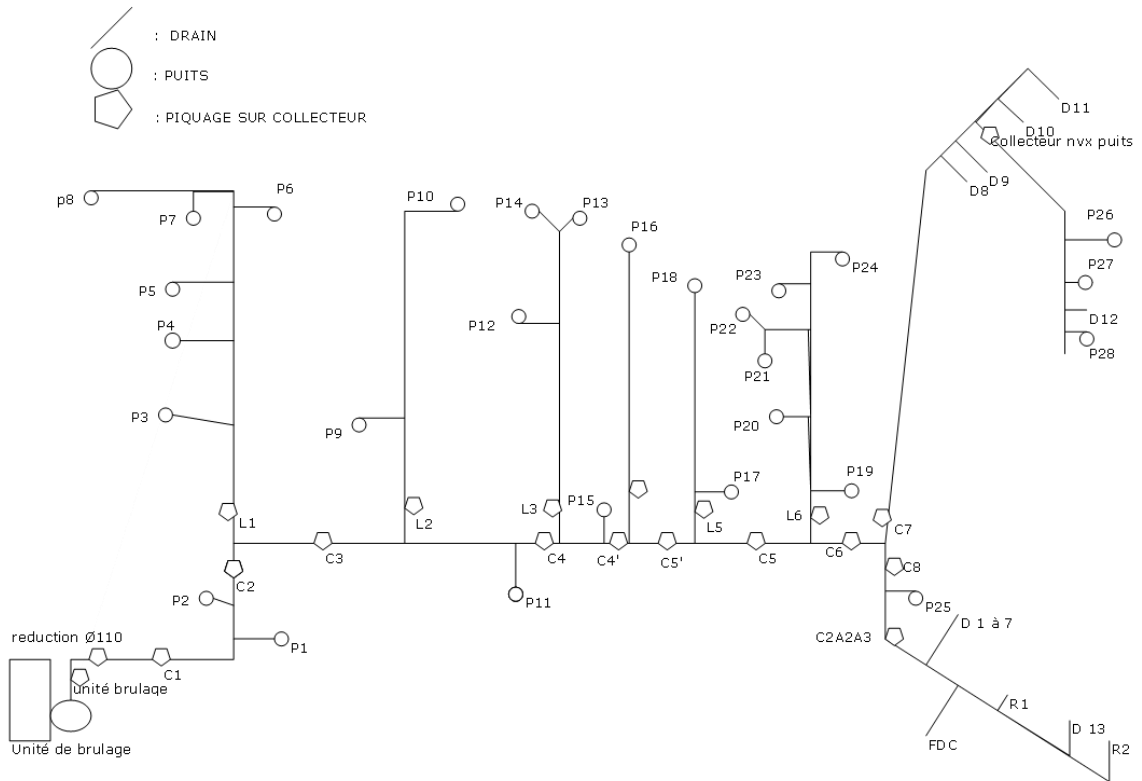 : DRAIN
: PUITS
: PIQUAGE SUR COLLECTEUR
D11
D10
Collecteur nvx puits
D9
D8
p8
P7
P6
P10
P14
P13
P16
P26
P5
P4
P12
P18
P23
P24
P27
P22
D12
P21
P28
P3
P9
P20
L1
L2
L3
P15
P17
L5
P19
L6
C7
C2
C3
C4
C4'
C5'
C5
C6
C8
P2
P11
P25
reduction Ø110
P1
C2A2A3
D 1 à 7
C1
unité brulage
R1
FDC
D 13
R2
Unité de brulage